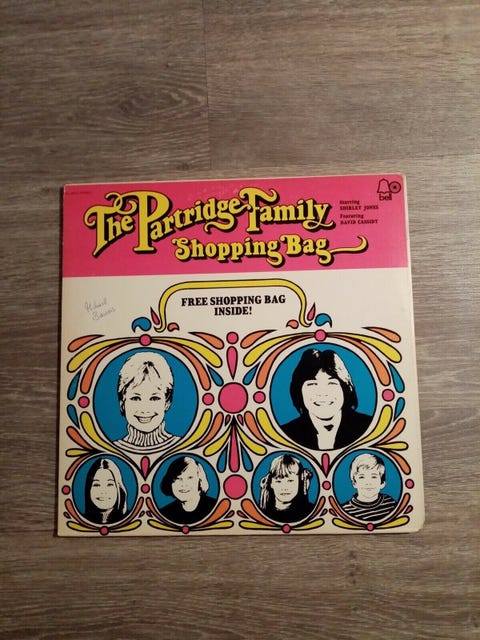 The Partridge Family
Shopping Bag
Starring
SHIRLEY JONES
Featuring
DAVID CASSIDY
bell
FREE SHOPPING BAG
INSIDE!